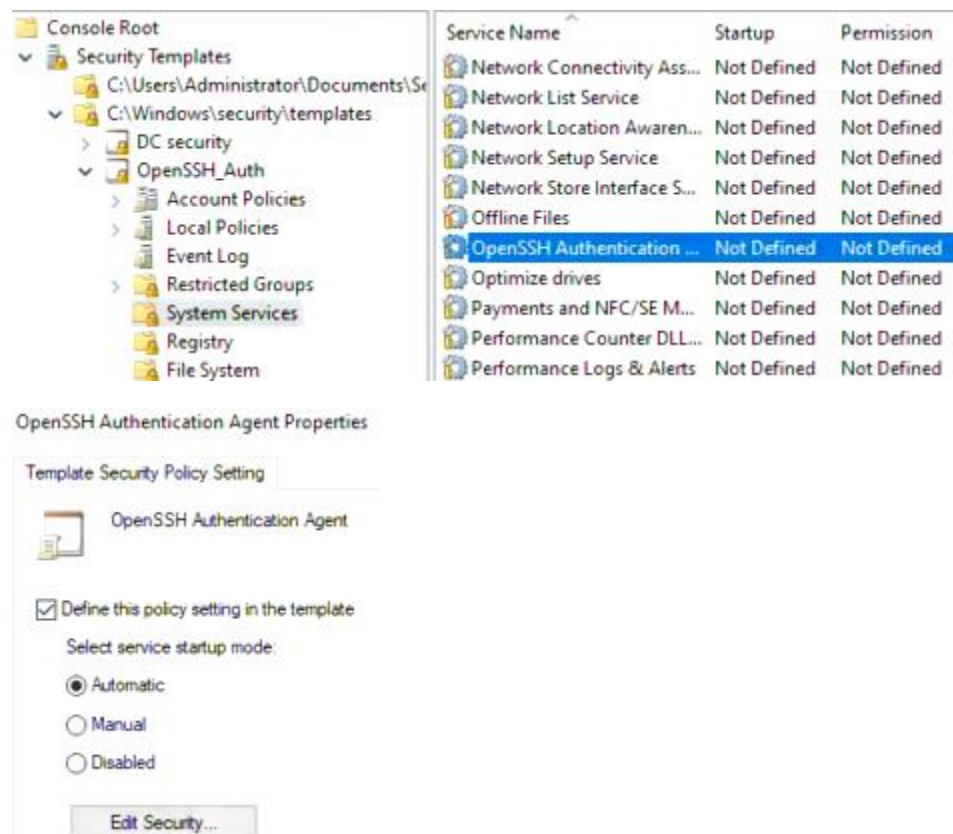 Console Root
Security Templates
C:\Users\Administrator\Documents\Se
C:\Windows\security\templates
DC security
OpenSSH_Auth
Account Policies
Local Policies
Event Log
Restricted Groups
System Services
Registry
File System
Service Name Startup Permission
Network Connectivity Ass... Not Defined Not Defined
Network List Service Not Defined Not Defined
Network Location Awaren... Not Defined Not Defined
Network Setup Service Not Defined Not Defined
Network Store Interface S... Not Defined Not Defined
Offline Files Not Defined Not Defined
OpenSSH Authentication ... Not Defined Not Defined
Optimize drives Not Defined Not Defined
Payments and NFC/SE M... Not Defined Not Defined
Performance Counter DLL... Not Defined Not Defined
Performance Logs & Alerts Not Defined Not Defined
OpenSSH Authentication Agent Properties
Template Security Policy Setting
OpenSSH Authentication Agent
Define this policy setting in the template
Select service startup mode:
Automatic
Manual
Disabled
Edit Security...